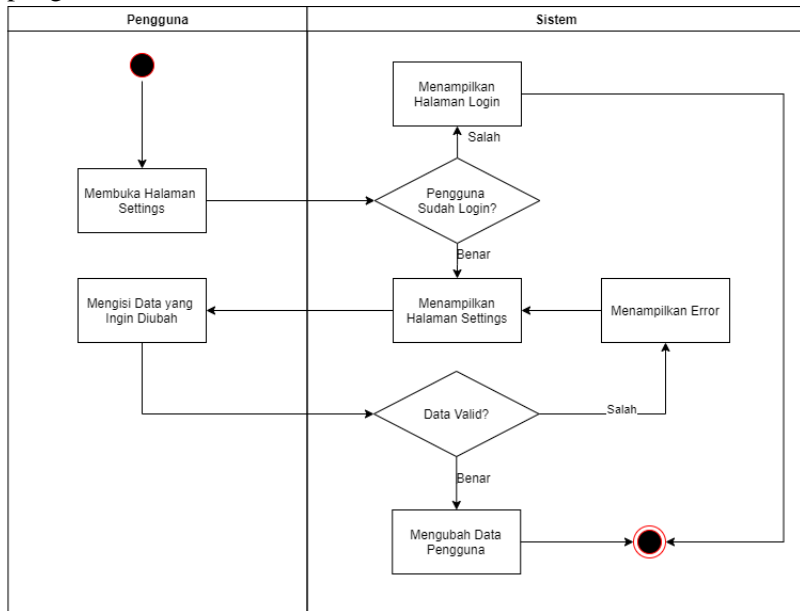 Pengguna
Sistem
Menampilkan
Halaman Login
Salah
Membuka Halaman
Settings
Pengguna
Sudah Login?
Benar
Mengisi Data yang
Ingin Diubah
Menampilkan
Halaman Settings
Menampilkan Error
Data Valid?
Salah
Benar
Mengubah Data
Pengguna